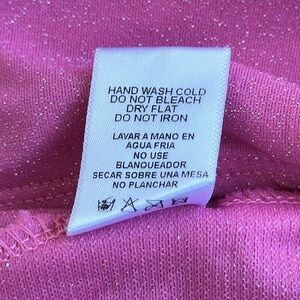 HAND WASH COLD
DO NOT BLEACH
DRY FLAT
DO NOT IRON
LAVAR A MANO EN
AGUA FRIA
NO USE
BLANQUEADOR
SECAR SOBRE UNA MESA
NO PLANCHAR